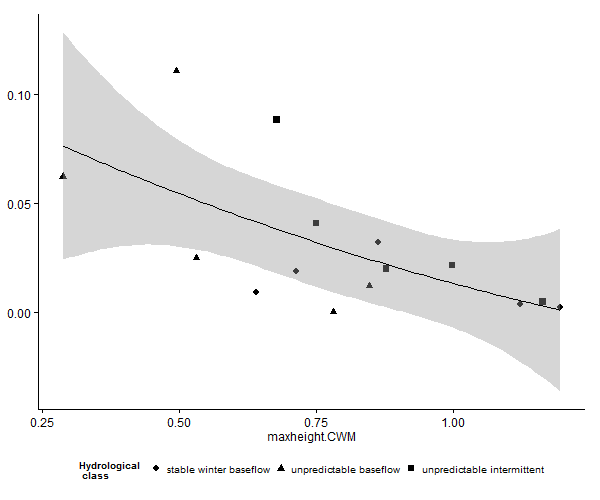 0.10
0.05
0.00
0.25 0.50 0.75 1.00
maxheight.CWM
Hydrological
class
stable winter baseflow unpredictable baseflow unpredictable intermittent